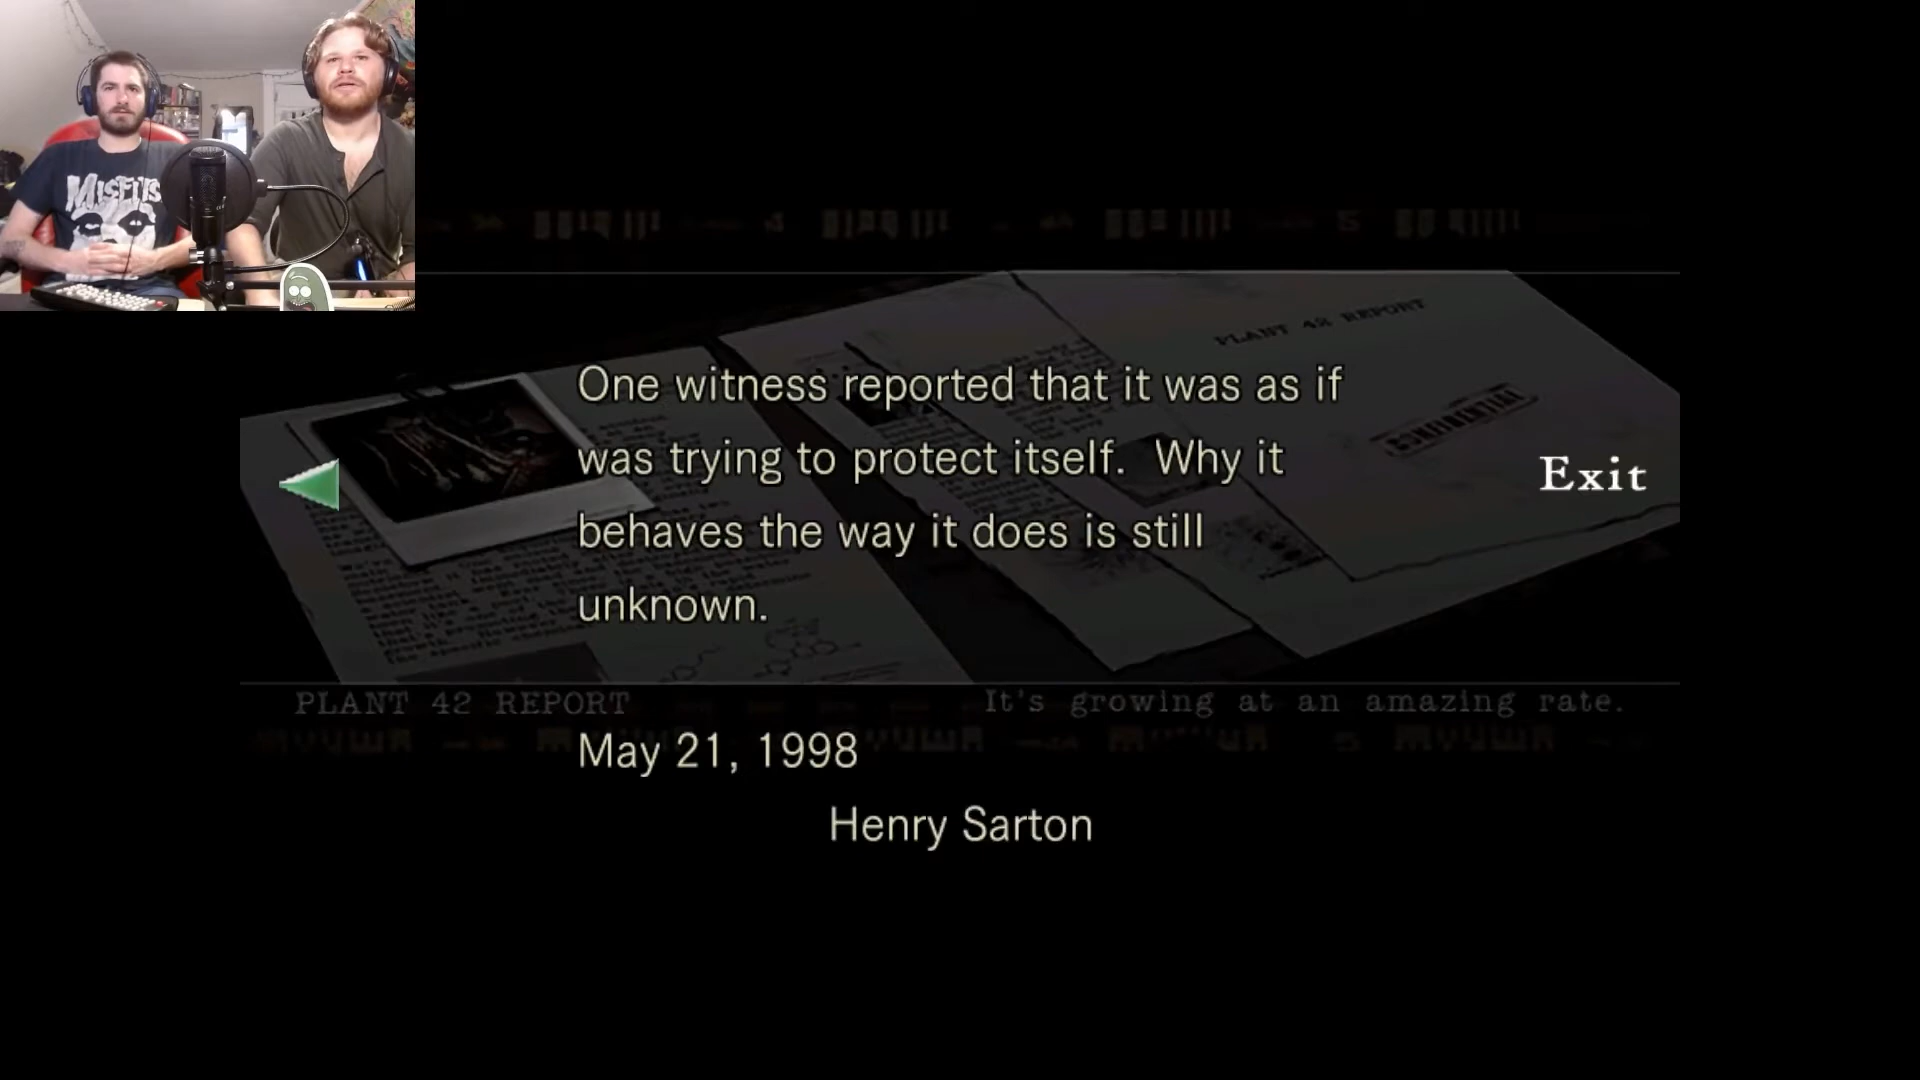 MISFITS
PLANT 42 REPORT
CONFIDENTIAL
One witness reported that it was as if
was trying to protect itself. Why it
behaves the way it does is still
unknown.
Exit
PLANT 42 REPORT
It's growing at an amazing rate.
May 21, 1998
Henry Sarton